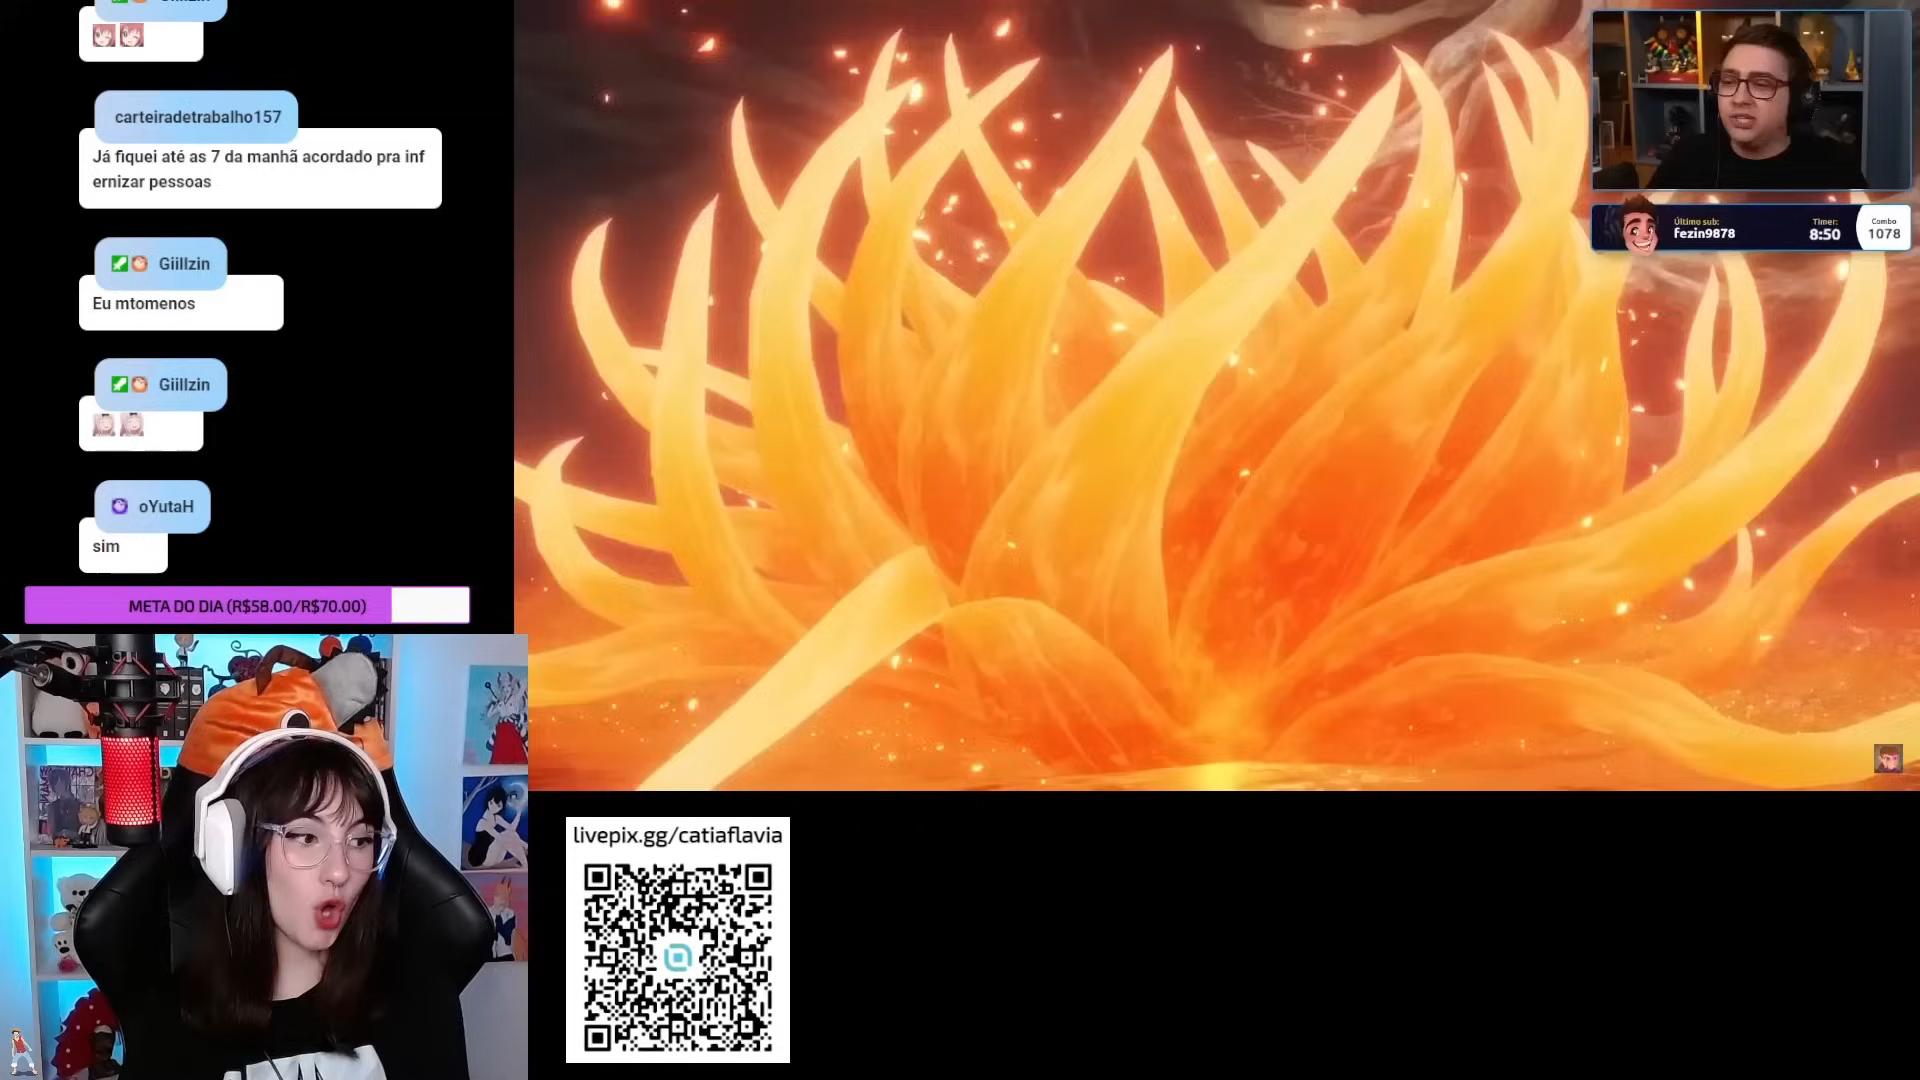 carteiradetrabalho157
Já fiquei até as 7 da manhã acordado pra inf
ernizar pessoas
Giillzin
Eu mtomenos
Giillzin
oYutaH
sim
META DO DIA (R$58.00/R$70.00)
Último sub:
fezin9878
Timer:
8:50
Combo
1078
livepix.gg/catiaflavia